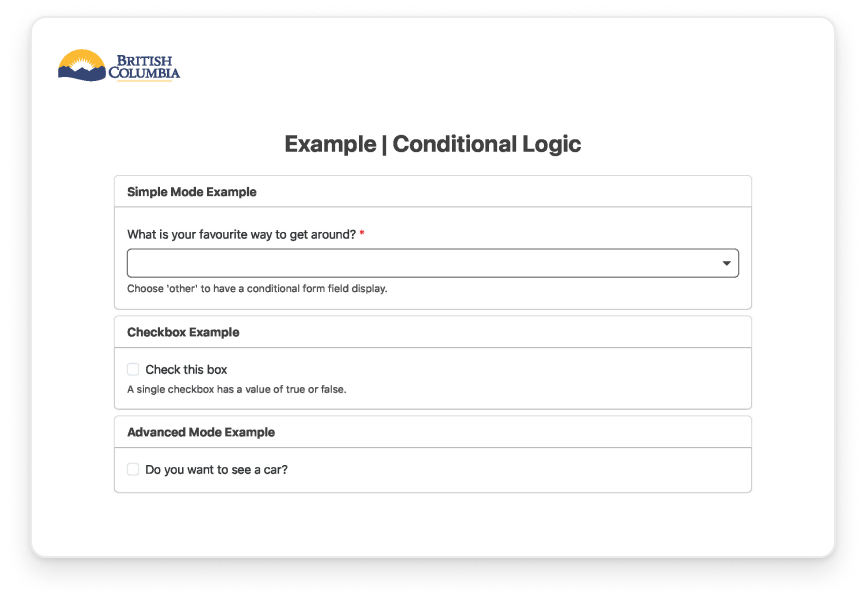 BRITISH
COLUMBIA
Example | Conditional Logic
Simple Mode Example
What is your favourite way to get around? *
Choose 'other' to have a conditional form field display.
Checkbox Example
Check this box
A single checkbox has a value of true or false.
Advanced Mode Example
Do you want to see a car?